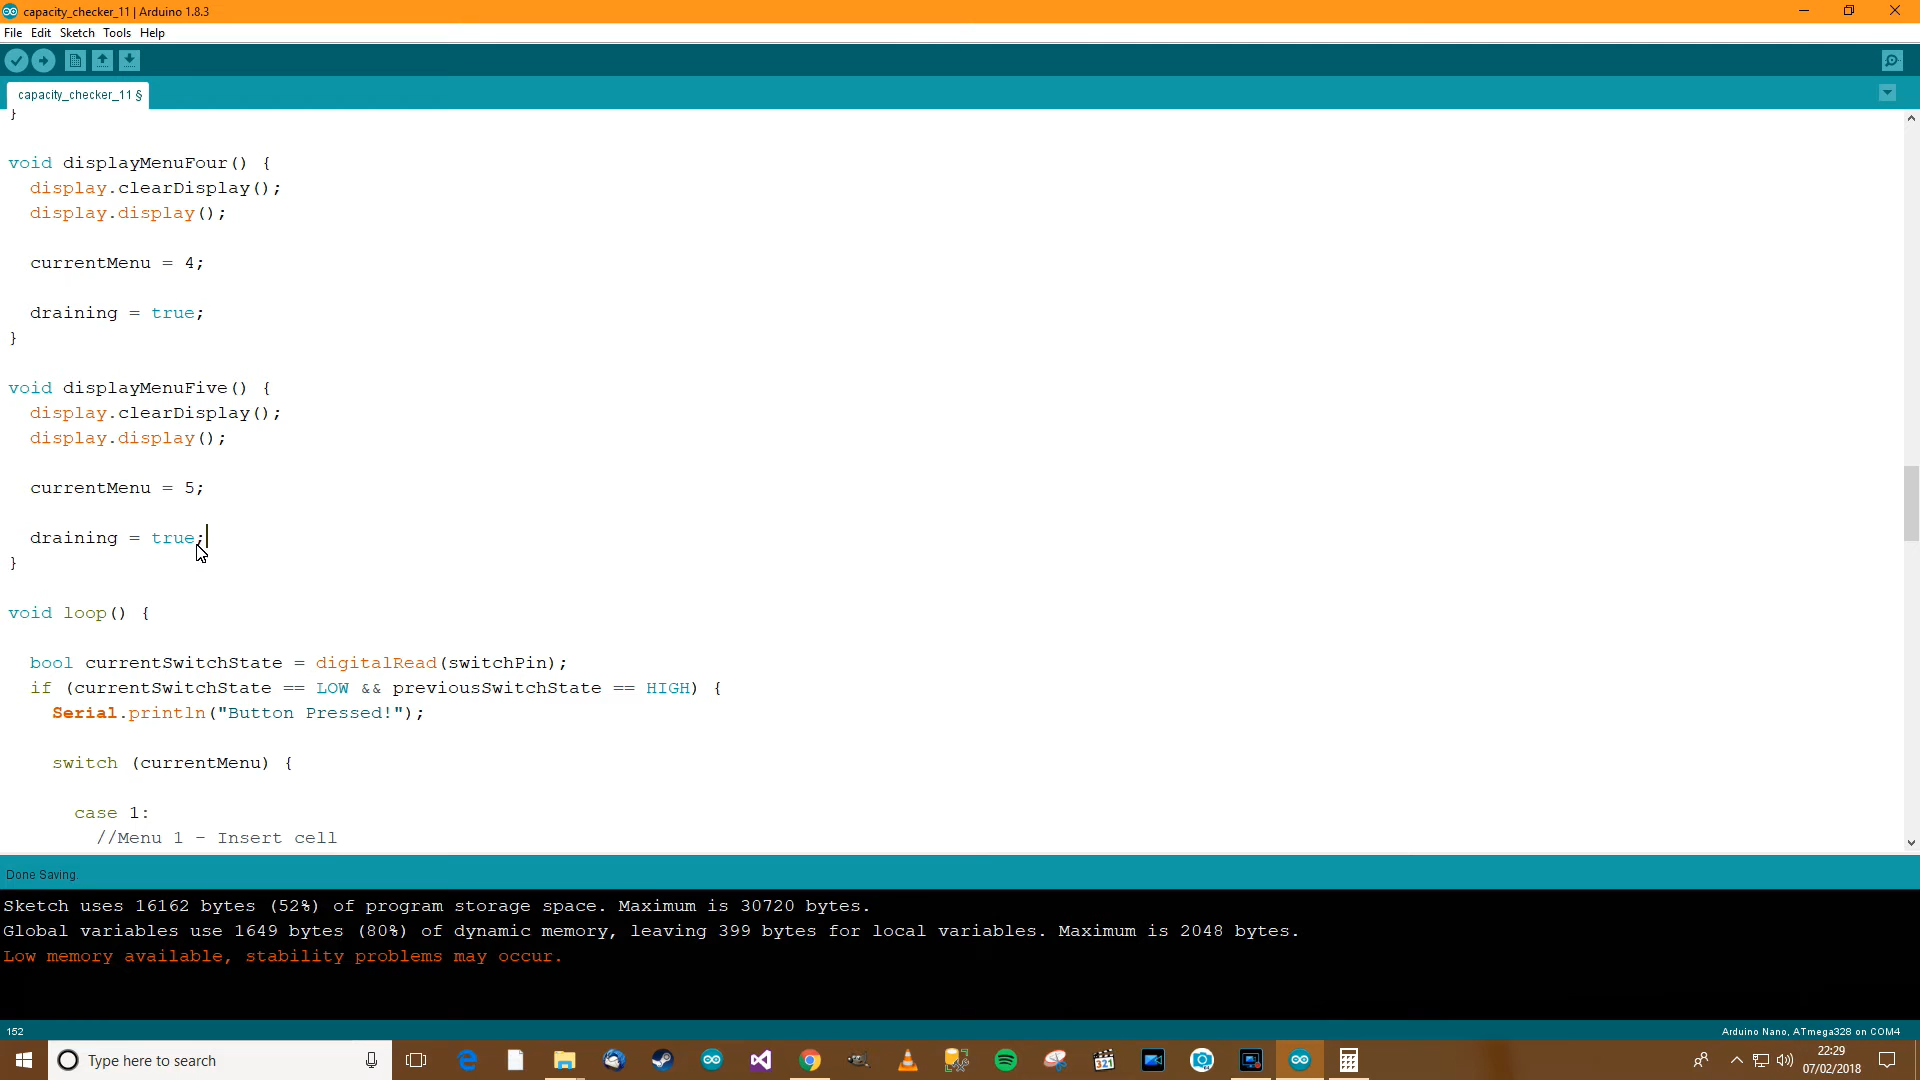 capacity_checker_11 | Arduino 1.8.3
File Edit Sketch Tools Help
capacity_checker_11 §
}
void displayMenuFour() {
display.clearDisplay();
display.display();
currentMenu = 4;
draining = true;
}
void displayMenuFive() {
display.clearDisplay();
display.display();
currentMenu = 5;
draining = true;
}
void loop() {
bool currentSwitchState = digitalRead(switchPin);
if (currentSwitchState == LOW && previousSwitchState == HIGH) {
Serial.println("Button Pressed!");
switch (currentMenu) {
case 1:
//Menu 1 - Insert cell
Done Saving.
Sketch uses 16162 bytes (52%) of program storage space. Maximum is 30720 bytes.
Global variables use 1649 bytes (80%) of dynamic memory, leaving 399 bytes for local variables. Maximum is 2048 bytes.
Low memory available, stability problems may occur.
152
Arduino Nano, ATmega328 on COM4
Type here to search
321
22:29
07/02/2018